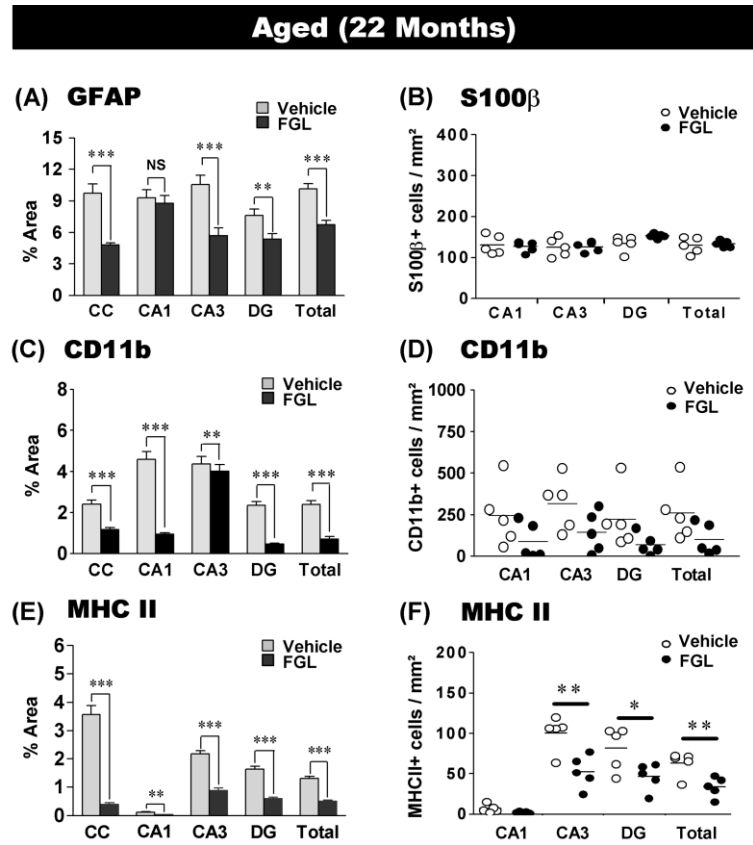 Aged (22 Months)
(A) GFAP
Vehicle
FGL
% Area
15
12
9
6
3
0
***
NS
***
**
***
CC CA1 CA3 DG Total
(B) S100β
Vehicle
FGL
S100β+ cells / mm²
400
300
200
100
0
CA1 CA3 DG Total
(C) CD11b
Vehicle
FGL
% Area
8
6
4
2
0
***
***
**
***
***
CC CA1 CA3 DG Total
(D) CD11b
Vehicle
FGL
CD11b+ cells / mm²
1000
750
500
250
0
CA1 CA3 DG Total
(E) MHC II
Vehicle
FGL
% Area
6
5
4
3
2
1
0
***
**
***
***
***
CC CA1 CA3 DG Total
(F) MHC II
Vehicle
FGL
MHCII+ cells / mm²
200
150
100
50
0
**
*
**
CA1 CA3 DG Total